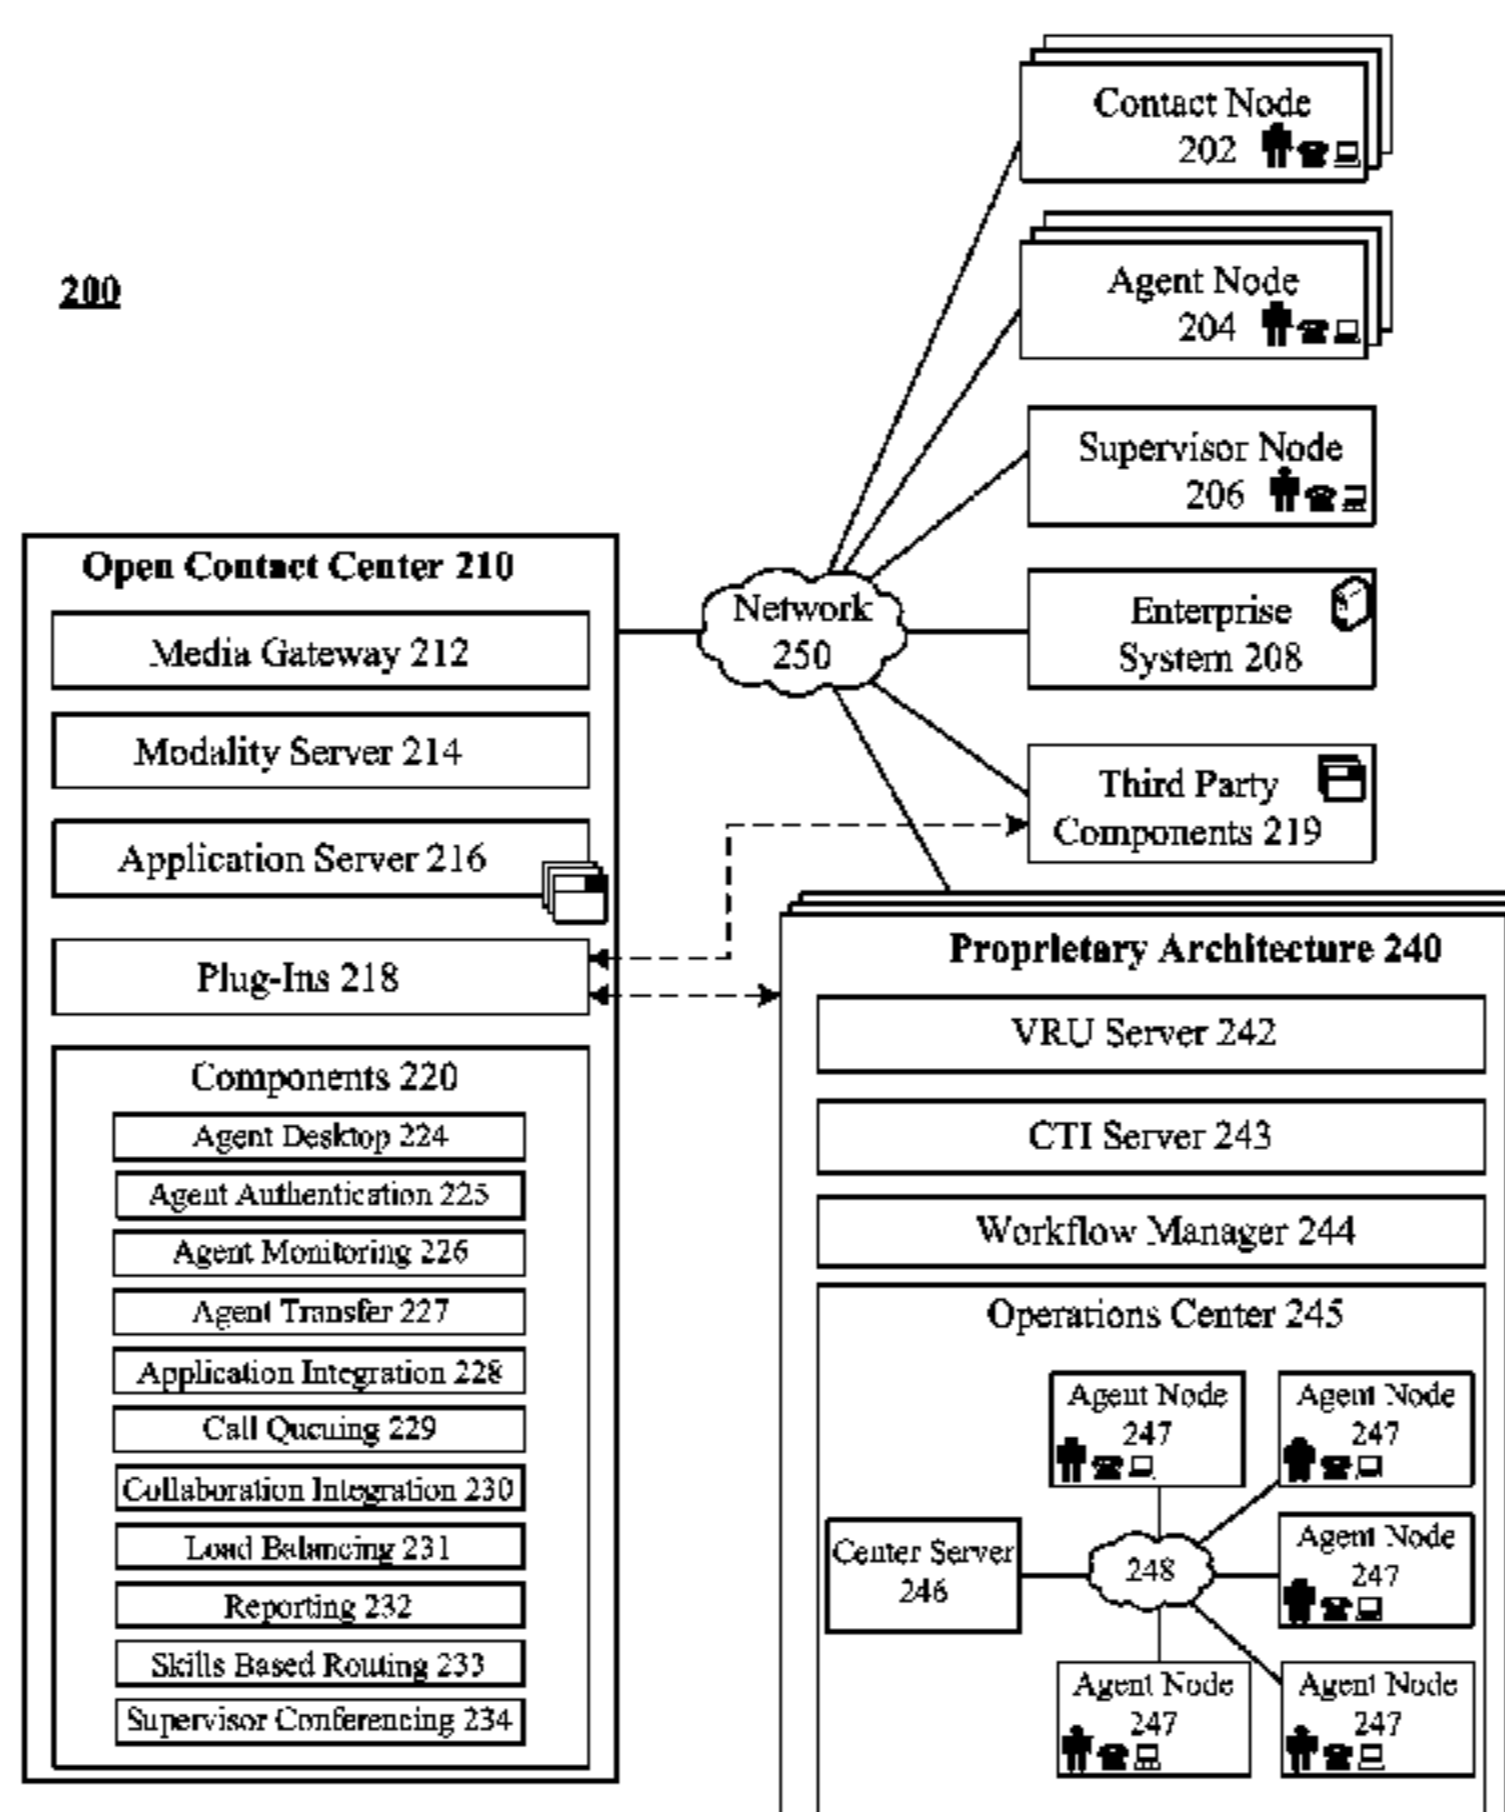 Contact Node
202
Agent Node
204
200
Supervisor Node
206
Open Contact Center 210
Media Gateway 212
Modality Server 214
Application Server 216
Plug-Ins 218
Network
250
Enterprise
System 208
Third Party
Components 219
Components 220
Agent Desktop 224
Agent Authentication 225
Agent Monitoring 226
Agent Transfer 227
Application Integration 228
Call Queuing 229
Collaboration Integration 230
Load Balancing 231
Reporting 232
Skills Based Routing 233
Supervisor Conferencing 234
Proprietary Architecture 240
VRU Server 242
CTI Server 243
Workflow Manager 244
Operations Center 245
Agent Node
247
Agent Node
247
Center Server
246
248
Agent Node
247
Agent Node
247
Agent Node
247